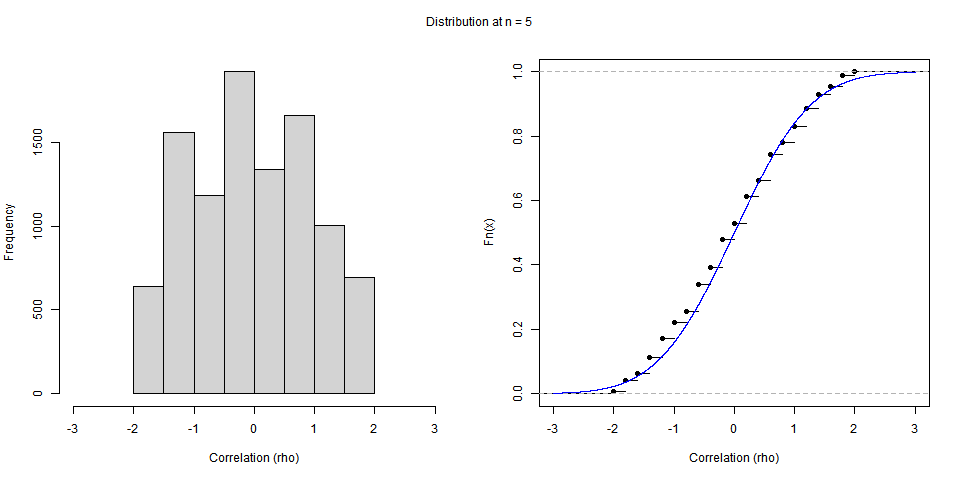 Distribution at n = 5
Frequency
1500
1000
500
0
-3 -2 -1 0 1 2 3
Correlation (rho)
Fn(x)
1.0
0.8
0.6
0.4
0.2
0.0
-3 -2 -1 0 1 2 3
Correlation (rho)